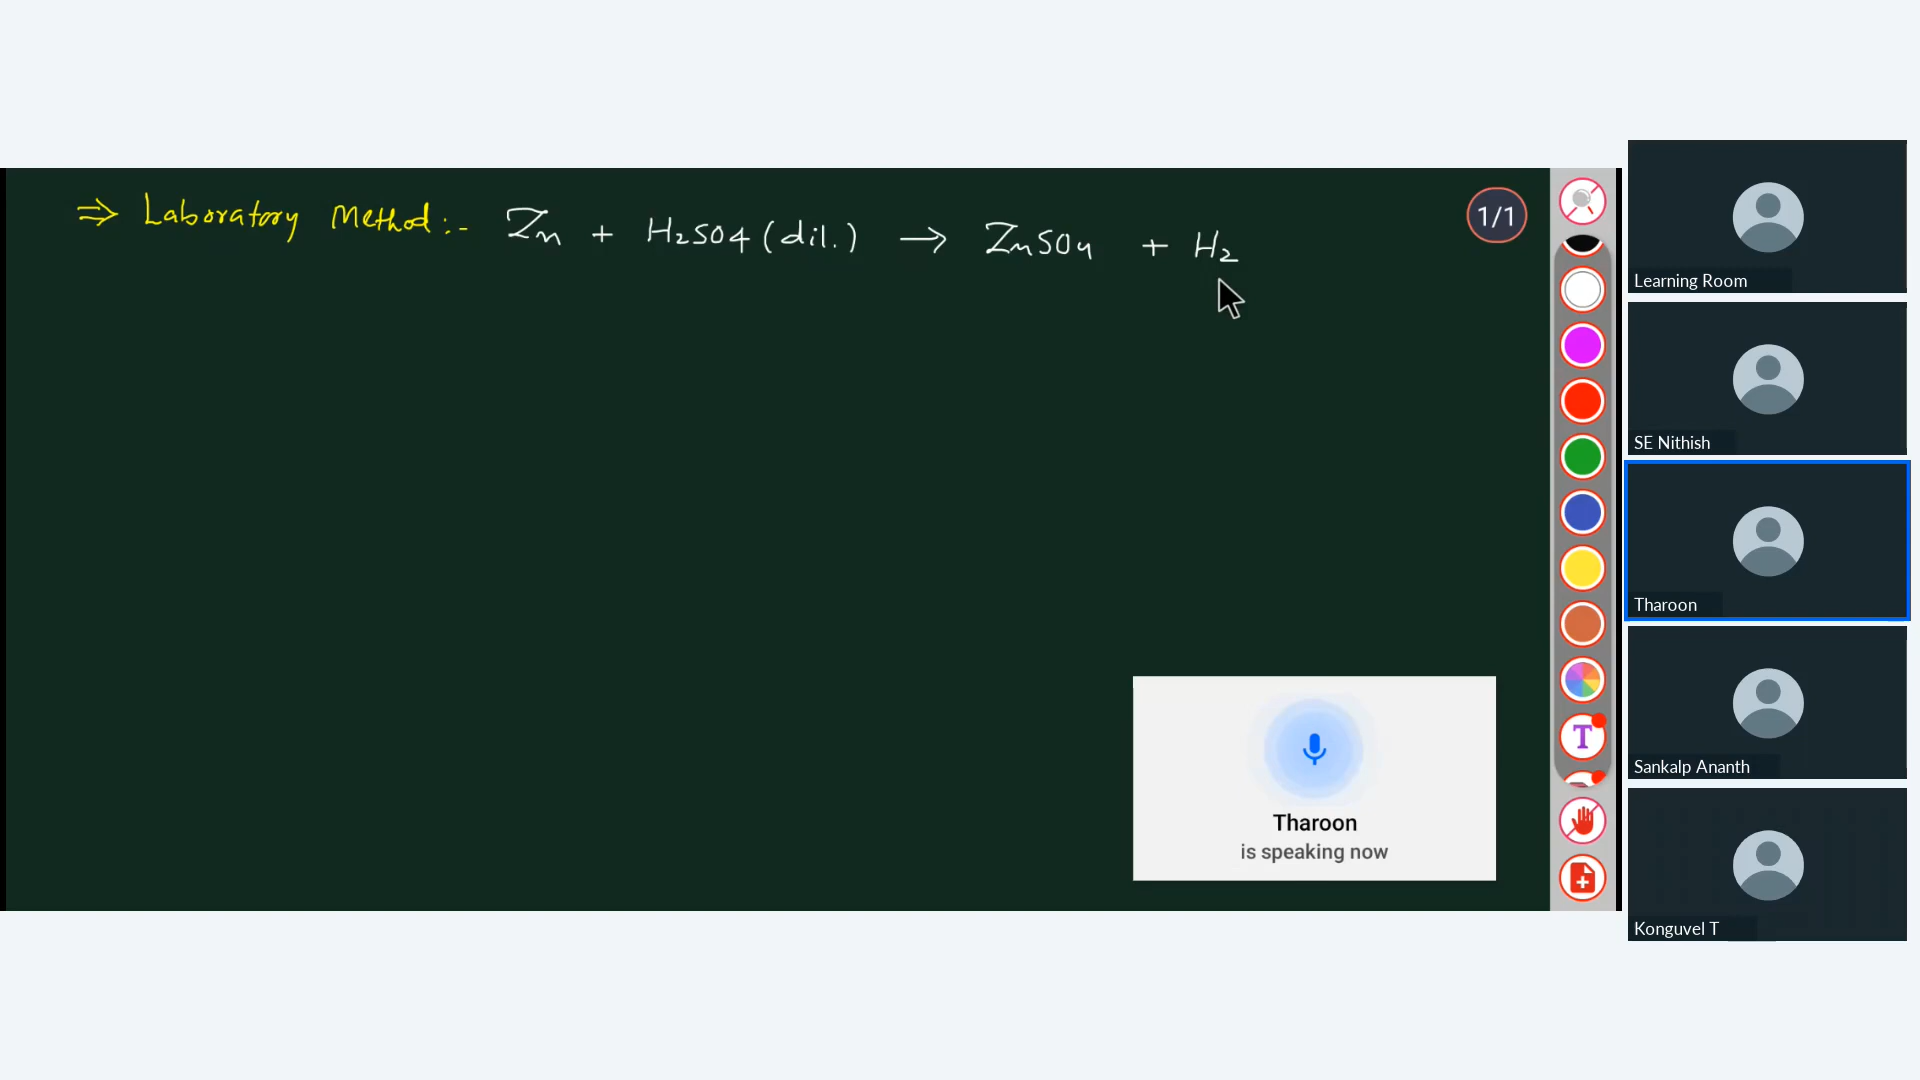 ⇒ Laboratory Method:- Zn + H₂SO₄(dil.) → ZnSO₄ + H₂
1/1
T
Tharoon
is speaking now
Learning Room
SE Nithish
Tharoon
Sankalp Ananth
Konguvel T